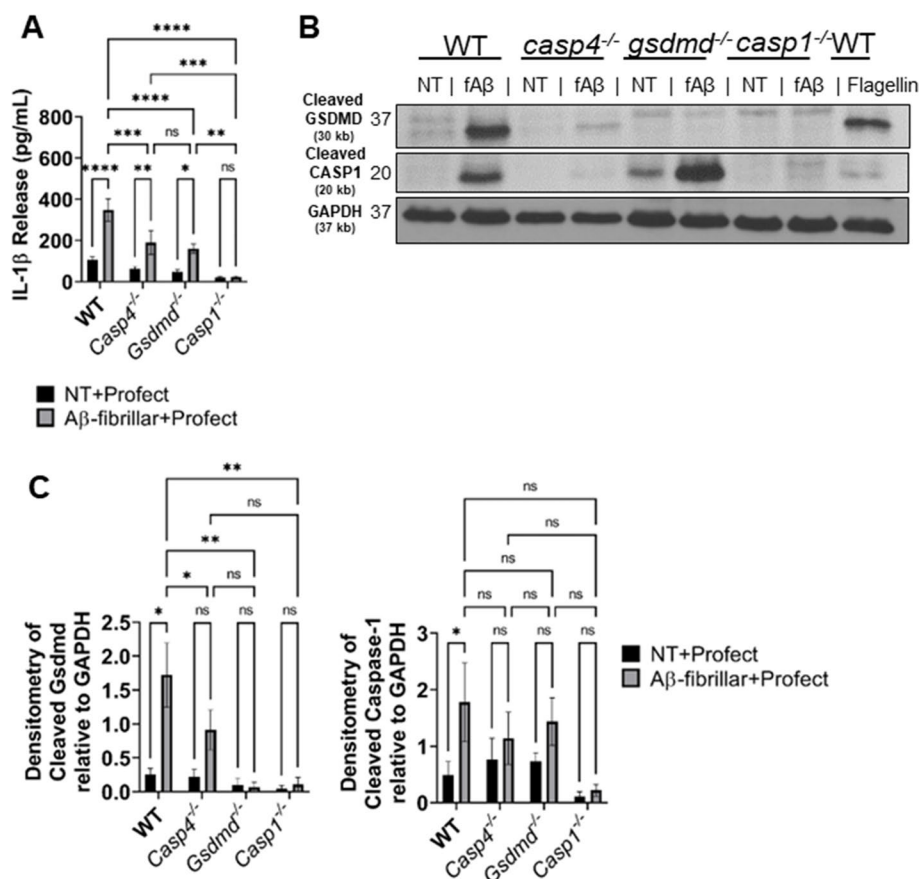 A
****
***
****
*** ns **
**** ** * ns
IL-1β Release (pg/mL)
800
600
400
200
0
WT
Casp4-/-
Gsdmd-/-
Casp1-/-
NT+Profect
Aβ-fibrillar+Profect
B
WT casp4-/- gsdmd-/- casp1-/- WT
NT | fAβ | NT | fAβ | NT | fAβ | NT | fAβ | Flagellin
Cleaved
GSDMD 37
(30 kb)
Cleaved
CASP1 20
(20 kb)
GAPDH 37
(37 kb)
C
**
ns
**
* ns
* ns ns ns
Densitometry of
Cleaved Gsdmd
relative to GAPDH
2.5
2.0
1.5
1.0
0.5
0.0
WT
Casp4-/-
Gsdmd-/-
Casp1-/-
ns
ns
ns
ns ns ns
* ns ns ns
Densitometry of
Cleaved Caspase-1
relative to GAPDH
3
2
1
0
WT
Casp4-/-
Gsdmd-/-
Casp1-/-
NT+Profect
Aβ-fibrillar+Profect